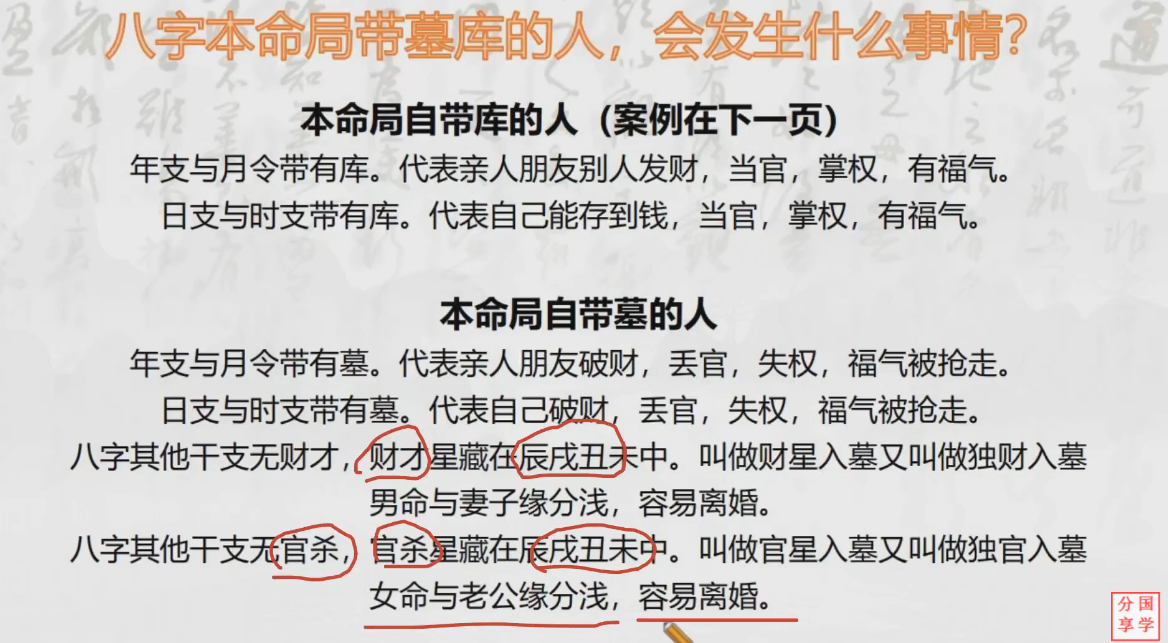 八字本命局带墓库的人，会发生什么事情？
本命局自带库的人（案例在下一页）
年支与月令带有库。代表亲人朋友别人发财，当官，掌权，有福气。
日支与时支带有库。代表自己能存到钱，当官，掌权，有福气。
本命局自带墓的人
年支与月令带有墓。代表亲人朋友破财，丢官，失权，福气被抢走。
日支与时支带有墓。代表自己破财，丢官，失权，福气被抢走。
八字其他干支无财才，财才星藏在辰戌丑未中。叫做财星入墓又叫做独财入墓
男命与妻子缘分浅，容易离婚。
八字其他干支无官杀，官杀星藏在辰戌丑未中。叫做官星入墓又叫做独官入墓
女命与老公缘分浅，容易离婚。
分国
享学